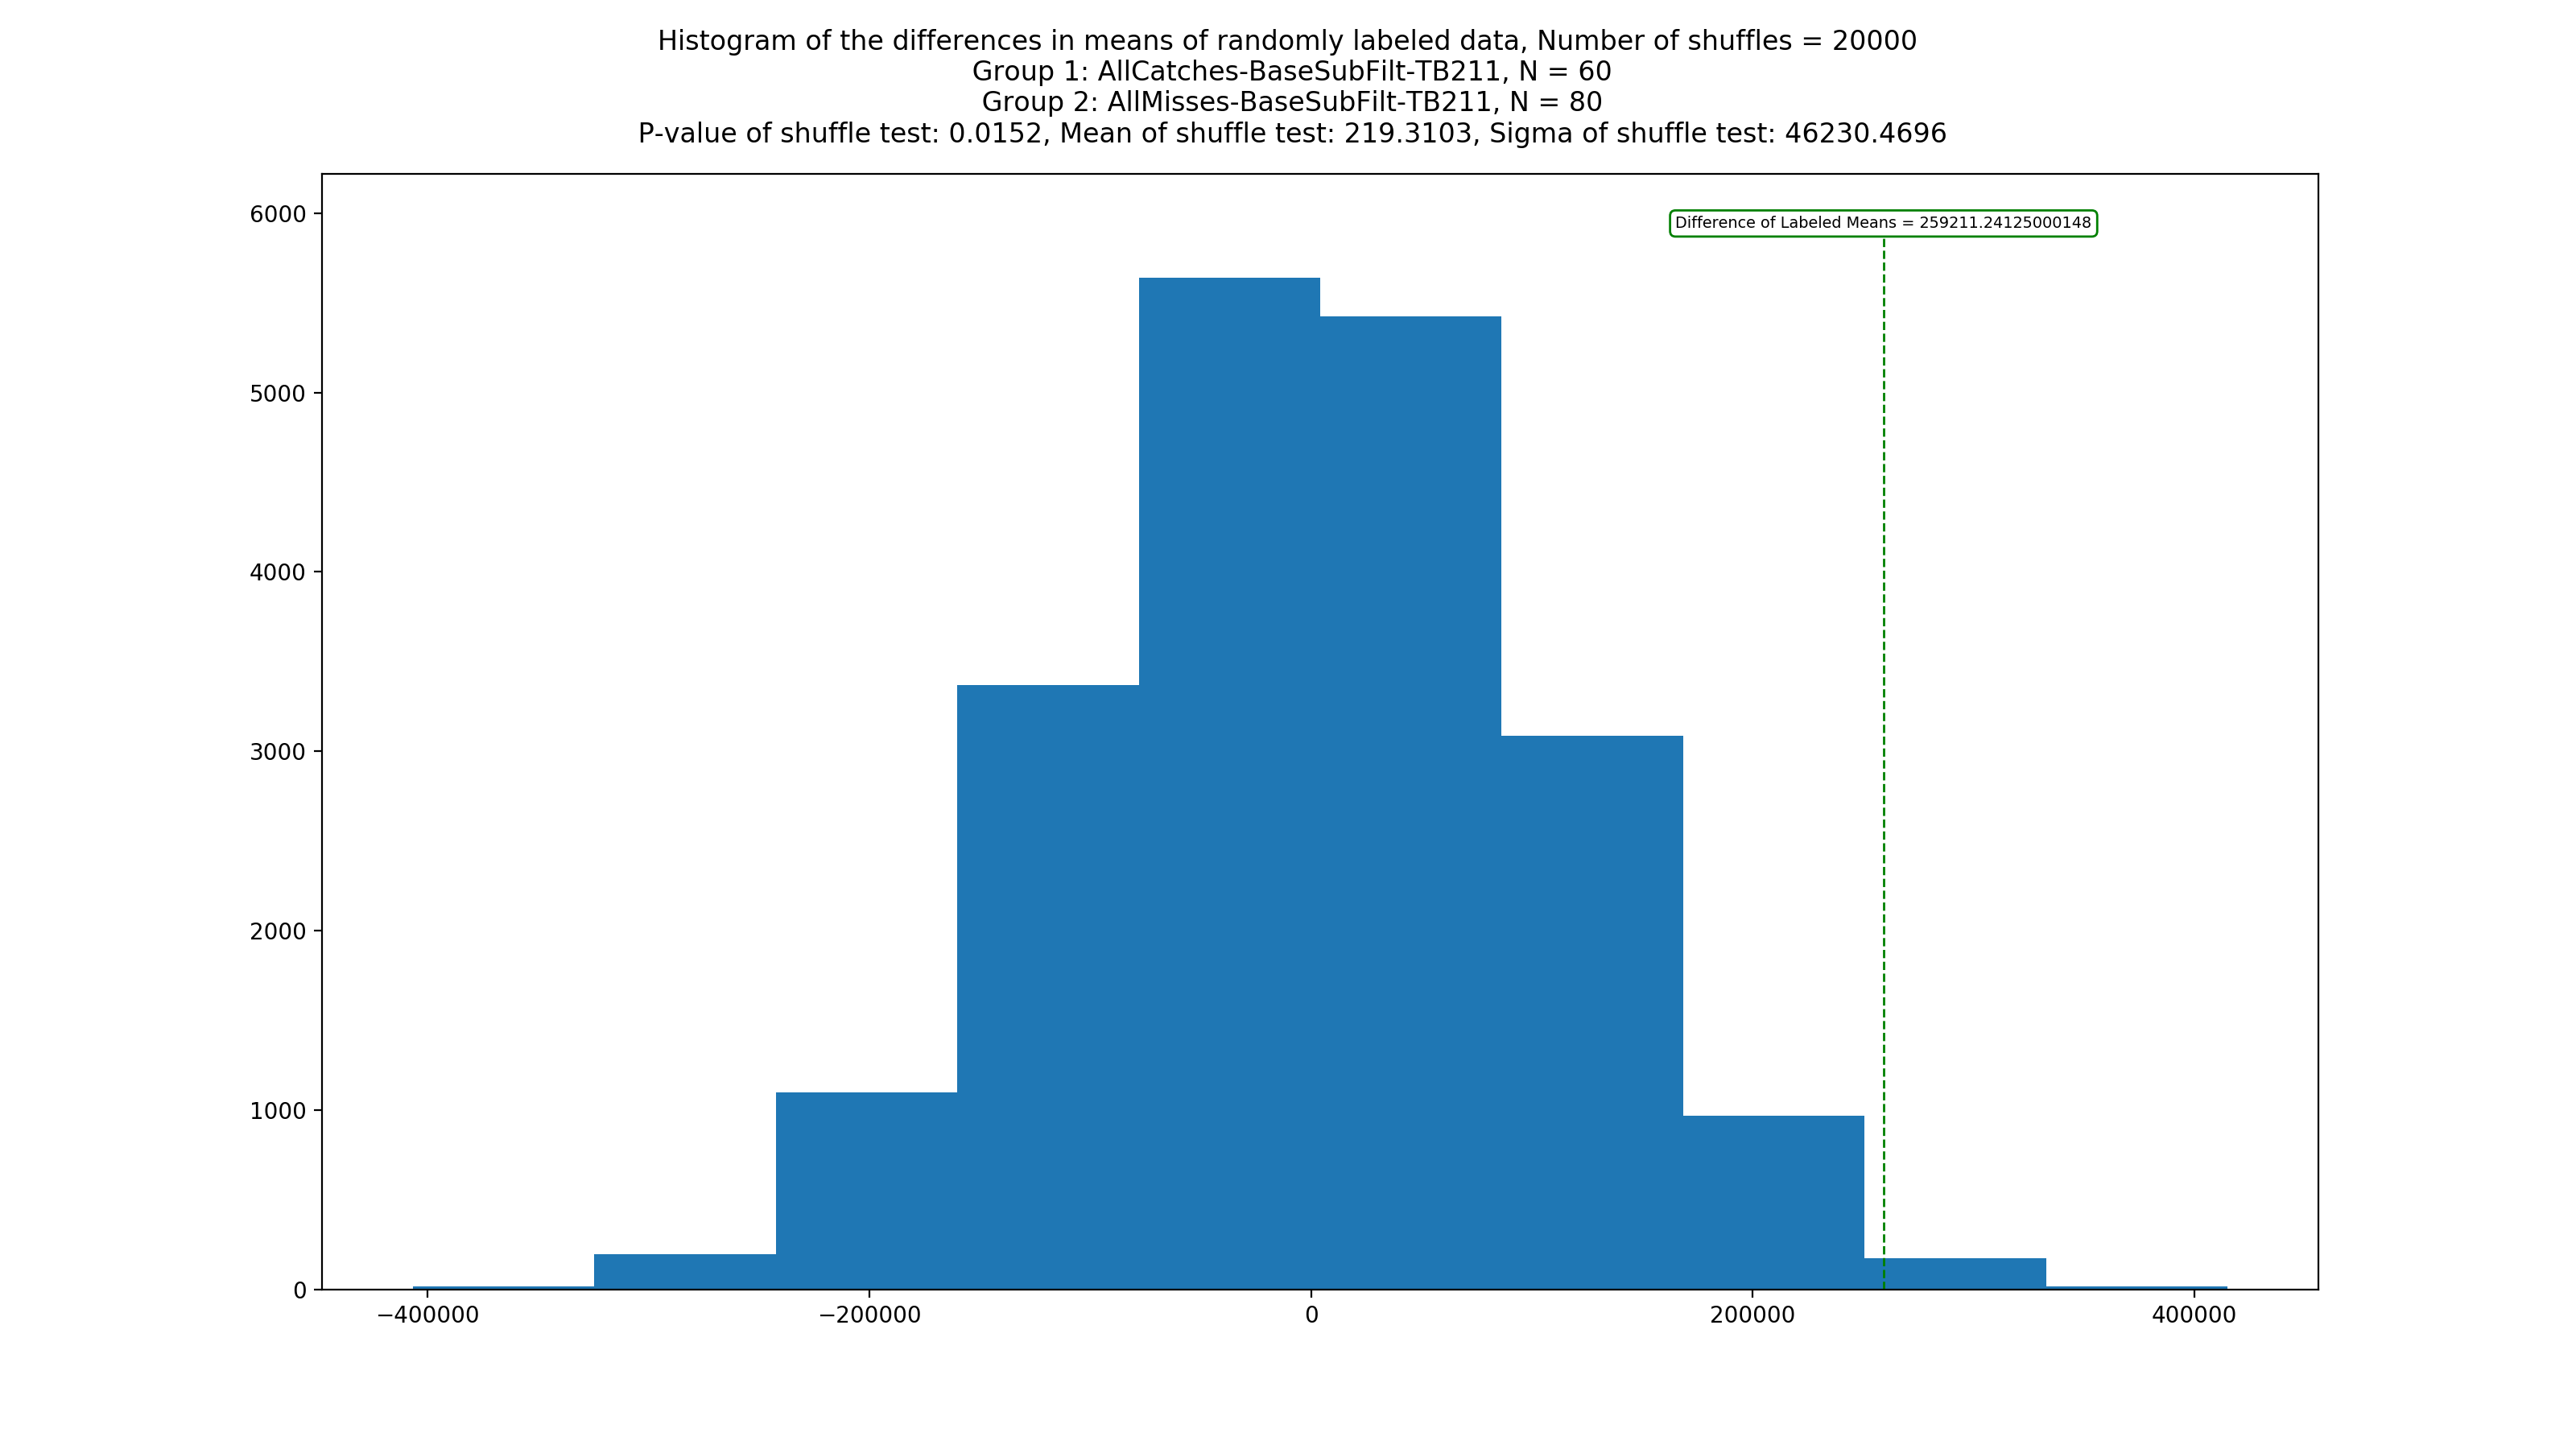 Histogram of the differences in means of randomly labeled data, Number of shuffles = 20000
Group 1: AllCatches-BaseSubFilt-TB211, N = 60
Group 2: AllMisses-BaseSubFilt-TB211, N = 80
P-value of shuffle test: 0.0152, Mean of shuffle test: 219.3103, Sigma of shuffle test: 46230.4696
Difference of Labeled Means = 259211.24125000148
6000
5000
4000
3000
2000
1000
0
−400000
−200000
0
200000
400000